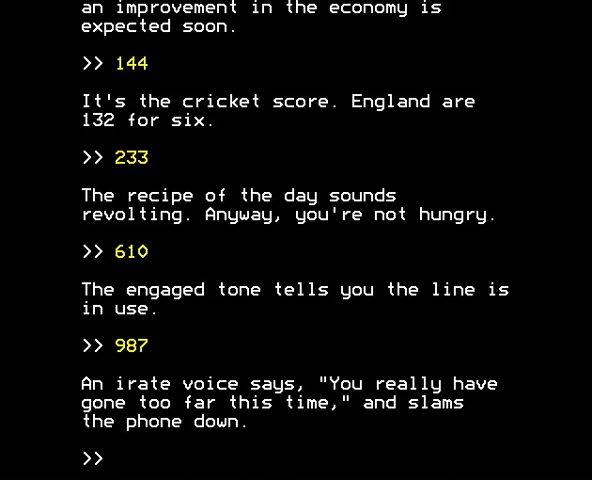 an improvement in the economy is
expected soon.
>> 144
It's the cricket score. England are
132 for six.
>> 233
The recipe of the day sounds
revolting. Anyway, you're not hungry.
>> 610
The engaged tone tells you the line is
in use.
>> 987
An irate voice says, "You really have
gone too far this time," and slams
the phone down.
>>